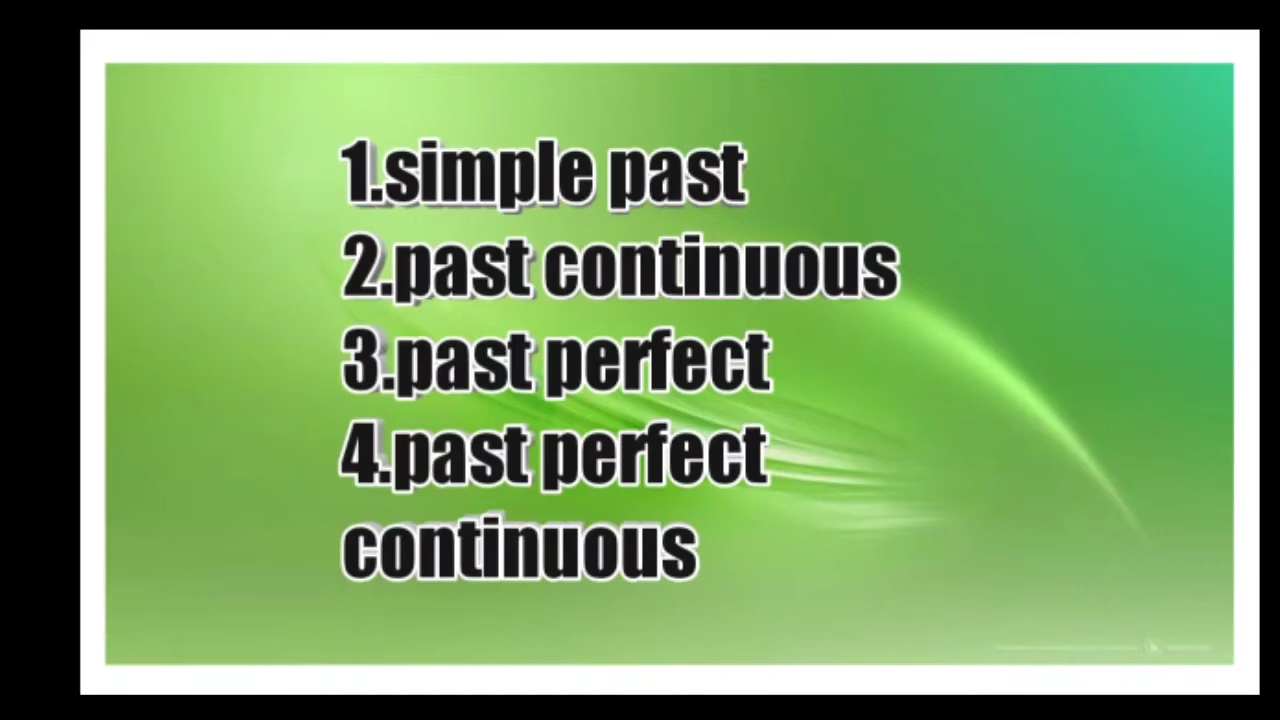 1.simple past
2.past continuous
3.past perfect
4.past perfect
continuous